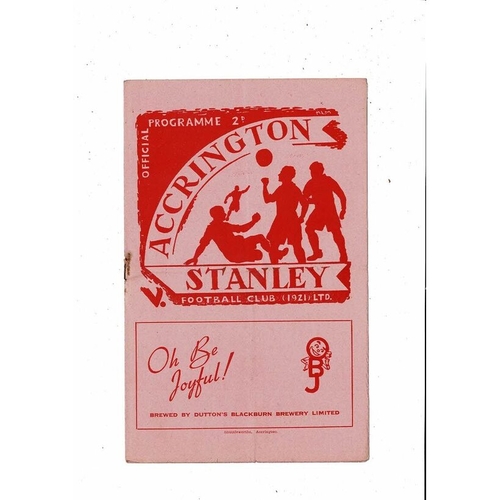 OFFICIAL PROGRAMME 2D
ACCRINGTON
V. STANLEY
FOOTBALL CLUB (1921) LTD.
Oh Be
Joyful!
OBJ
BREWED BY DUTTON'S BLACKBURN BREWERY LIMITED